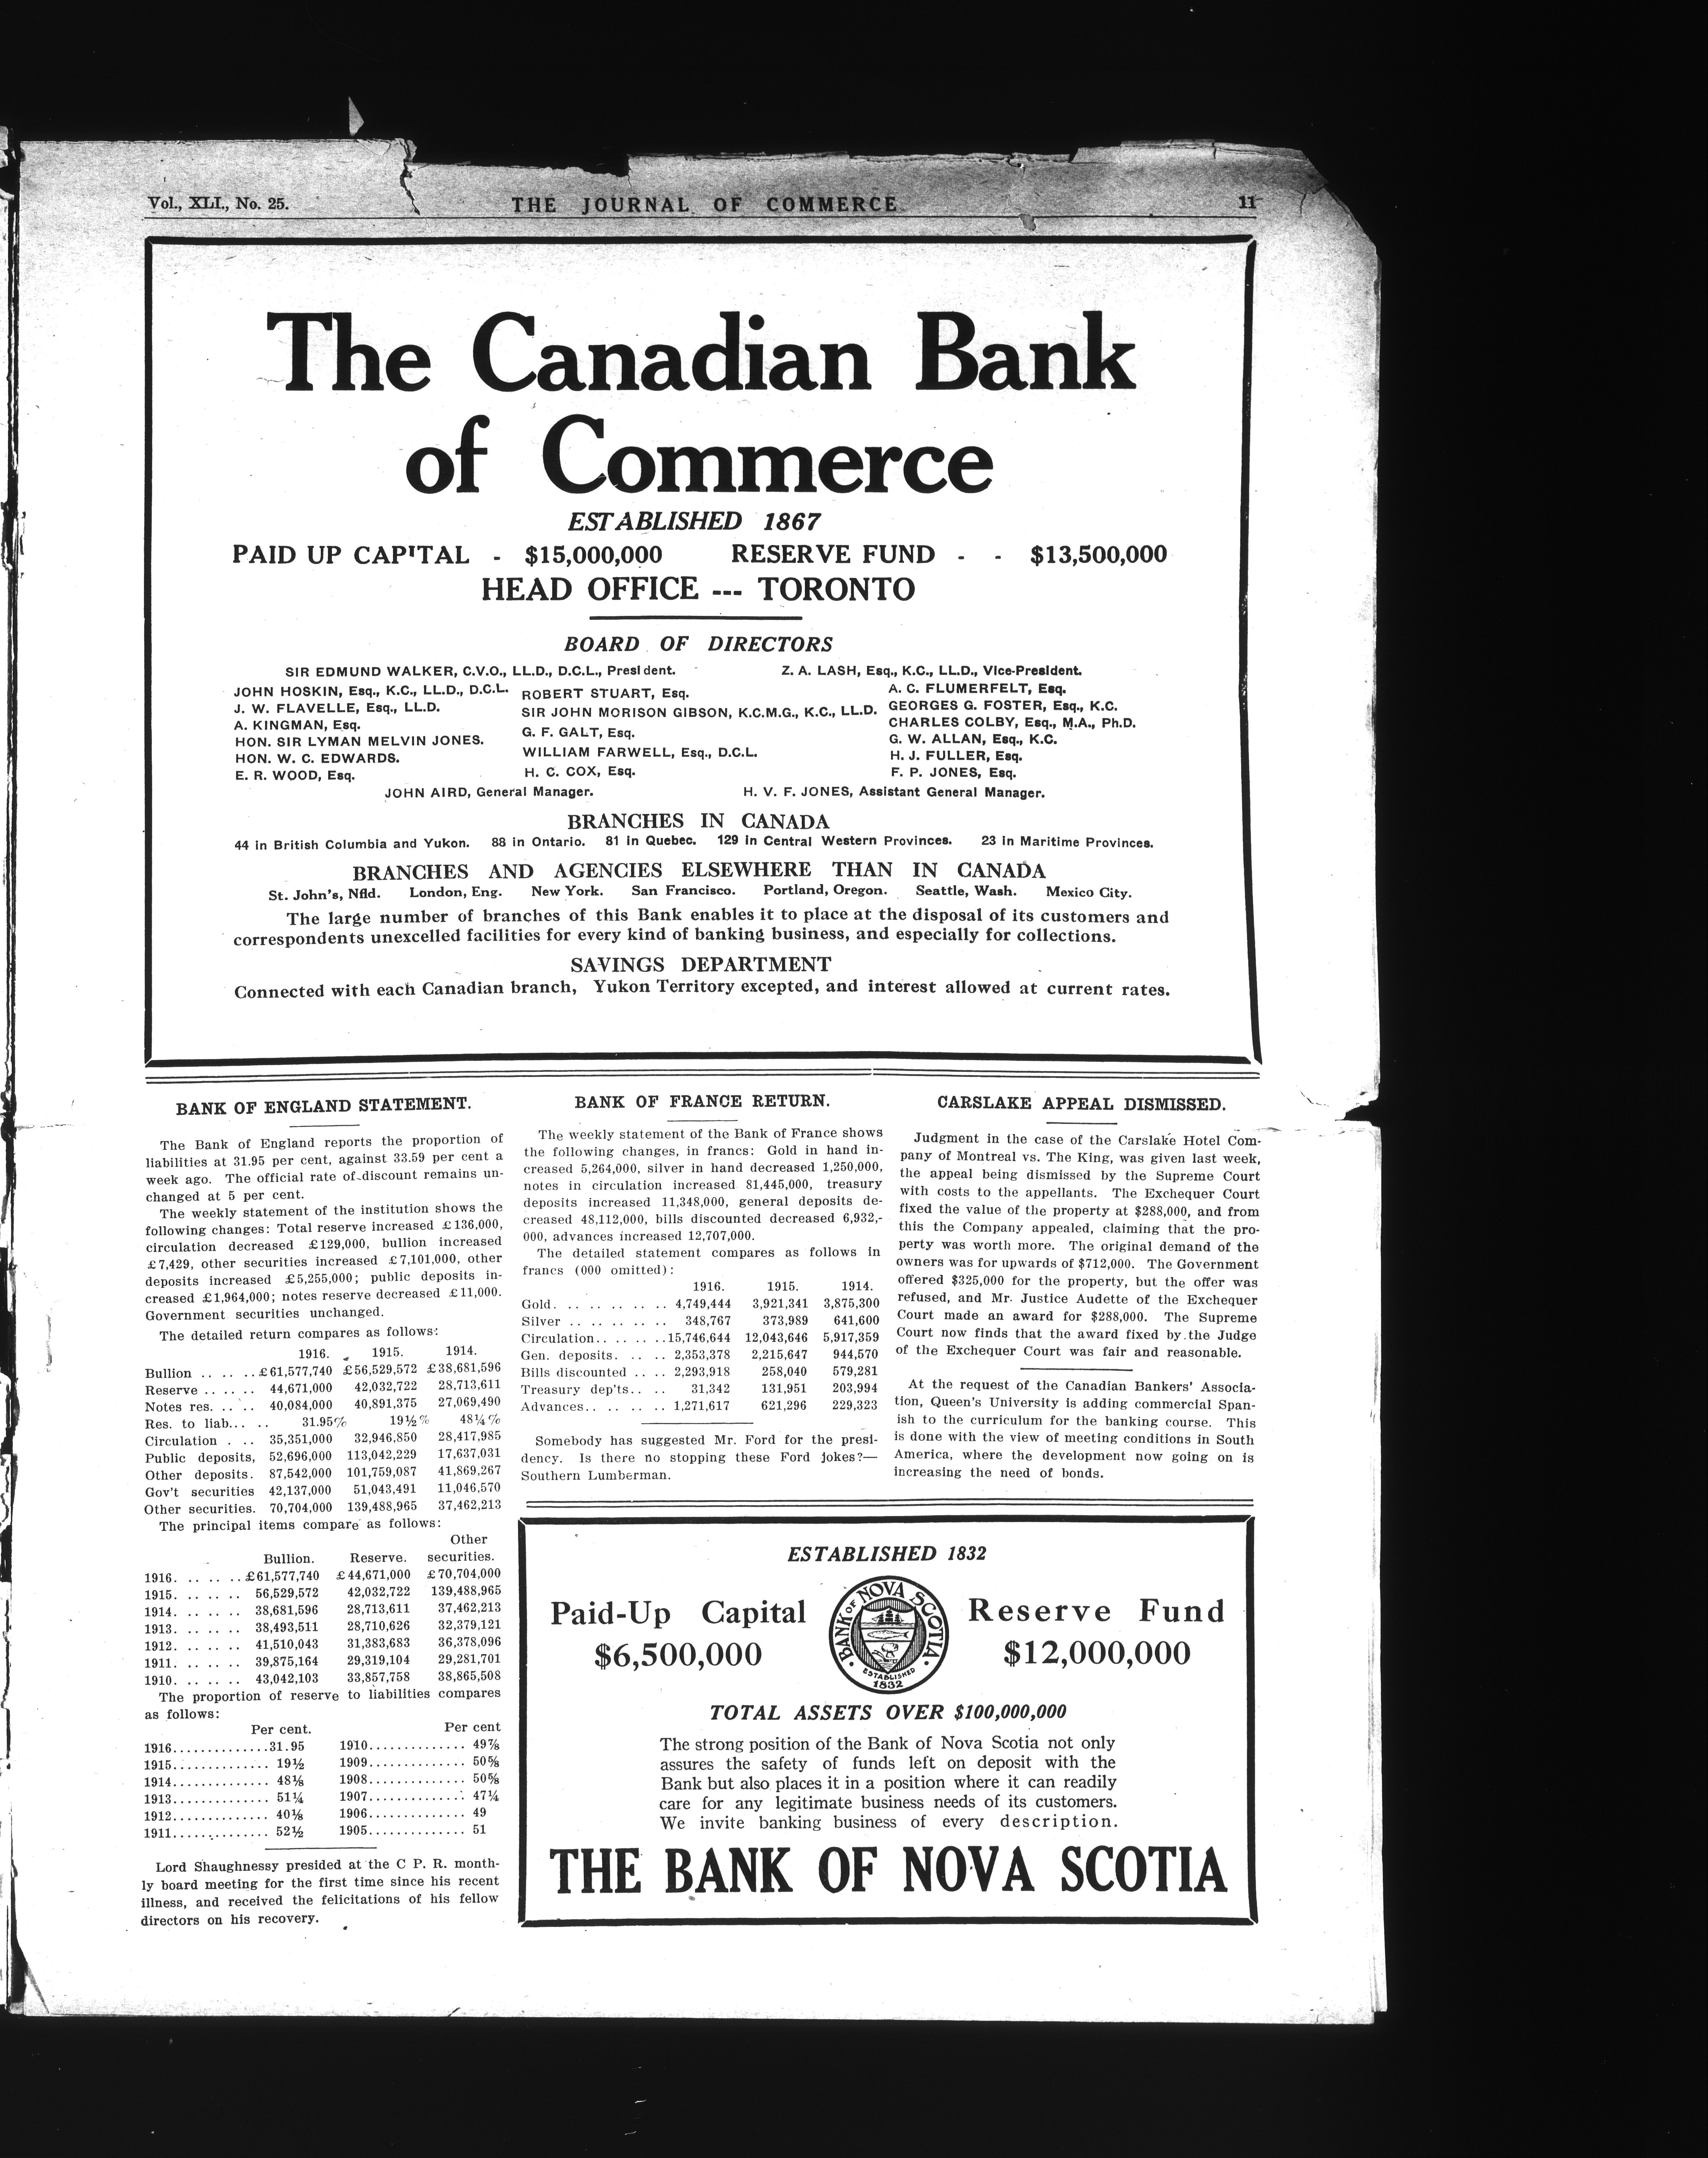 Vol., XLI., No. 25.
THE JOURNAL OF COMMERCE
11
The Canadian Bank
of Commerce
ESTABLISHED 1867
PAID UP CAPITAL - $15,000,000 RESERVE FUND - - $13,500,000
HEAD OFFICE --- TORONTO
BOARD OF DIRECTORS
SIR EDMUND WALKER, C.V.O., LL.D., D.C.L., President. Z. A. LASH, Esq., K.C., LL.D., Vice-President.
JOHN HOSKIN, Esq., K.C., LL.D., D.C.L.
J. W. FLAVELLE, Esq., LL.D.
A. KINGMAN, Esq.
HON. SIR LYMAN MELVIN JONES.
HON. W. C. EDWARDS.
E. R. WOOD, Esq.
ROBERT STUART, Esq.
SIR JOHN MORISON GIBSON, K.C.M.G., K.C., LL.D.
G. F. GALT, Esq.
WILLIAM FARWELL, Esq., D.C.L.
H. C. COX, Esq.
A. C. FLUMERFELT, Esq.
GEORGES G. FOSTER, Esq., K.C.
CHARLES COLBY, Esq., M.A., Ph.D.
G. W. ALLAN, Esq., K.C.
H. J. FULLER, Esq.
F. P. JONES, Esq.
JOHN AIRD, General Manager. H. V. F. JONES, Assistant General Manager.
BRANCHES IN CANADA
44 in British Columbia and Yukon. 88 in Ontario. 81 in Quebec. 129 in Central Western Provinces. 23 in Maritime Provinces.
BRANCHES AND AGENCIES ELSEWHERE THAN IN CANADA
St. John's, Nfld. London, Eng. New York. San Francisco. Portland, Oregon. Seattle, Wash. Mexico City.
The large number of branches of this Bank enables it to place at the disposal of its customers and
correspondents unexcelled facilities for every kind of banking business, and especially for collections.
SAVINGS DEPARTMENT
Connected with each Canadian branch, Yukon Territory excepted, and interest allowed at current rates.
BANK OF ENGLAND STATEMENT.
The Bank of England reports the proportion of
liabilities at 31.95 per cent, against 33.59 per cent a
week ago. The official rate of discount remains un-
changed at 5 per cent.
The weekly statement of the institution shows the
following changes: Total reserve increased £136,000,
circulation decreased £129,000, bullion increased
£7,429, other securities increased £7,101,000, other
deposits increased £5,255,000; public deposits in-
creased £1,964,000; notes reserve decreased £11,000.
Government securities unchanged.
The detailed return compares as follows:
1916. 1915. 1914.
Bullion .. .. ..£61,577,740 £56,529,572 £38,681,596
Reserve .. .. .. 44,671,000 42,032,722 28,713,611
Notes res. .. .. 40,084,000 40,891,375 27,069,490
Res. to liab... .. 31.95% 19½% 48¼%
Circulation . .. 35,351,000 32,946,850 28,417,985
Public deposits, 52,696,000 113,042,229 17,637,031
Other deposits. 87,542,000 101,759,087 41,869,267
Gov't securities 42,137,000 51,043,491 11,046,570
Other securities. 70,704,000 139,488,965 37,462,213
The principal items compare as follows:
Other
Bullion. Reserve. securities.
1916. .. .. ..£61,577,740 £44,671,000 £70,704,000
1915. .. .. .. 56,529,572 42,032,722 139,488,965
1914. .. .. .. 38,681,596 28,713,611 37,462,213
1913. .. .. .. 38,493,511 28,710,626 32,379,121
1912. .. .. .. 41,510,043 31,383,683 36,378,096
1911. .. .. .. 39,875,164 29,319,104 29,281,701
1910. .. .. .. 43,042,103 33,857,758 38,865,508
The proportion of reserve to liabilities compares
as follows:
Per cent. Per cent
1916..............31.95 1910.............. 49⅞
1915.............. 19½ 1909.............. 50⅝
1914.............. 48⅛ 1908.............. 50⅝
1913.............. 51¼ 1907.............. 47¼
1912.............. 40⅛ 1906.............. 49
1911.............. 52½ 1905.............. 51
Lord Shaughnessy presided at the C P. R. month-
ly board meeting for the first time since his recent
illness, and received the felicitations of his fellow
directors on his recovery.
BANK OF FRANCE RETURN.
The weekly statement of the Bank of France shows
the following changes, in francs: Gold in hand in-
creased 5,264,000, silver in hand decreased 1,250,000,
notes in circulation increased 81,445,000, treasury
deposits increased 11,348,000, general deposits de-
creased 48,112,000, bills discounted decreased 6,932,-
000, advances increased 12,707,000.
The detailed statement compares as follows in
francs (000 omitted):
1916. 1915. 1914.
Gold. .. .. .. .. .. 4,749,444 3,921,341 3,875,300
Silver .. .. .. .. .. 348,767 373,989 641,600
Circulation.. .. .. ..15,746,644 12,043,646 5,917,359
Gen. deposits. .. .. 2,353,378 2,215,647 944,570
Bills discounted .. .. 2,293,918 258,040 579,281
Treasury dep'ts.. .. 31,342 131,951 203,994
Advances.. .. .. .. 1,271,617 621,296 229,323
Somebody has suggested Mr. Ford for the presi-
dency. Is there no stopping these Ford jokes?—
Southern Lumberman.
CARSLAKE APPEAL DISMISSED.
Judgment in the case of the Carslake Hotel Com-
pany of Montreal vs. The King, was given last week,
the appeal being dismissed by the Supreme Court
with costs to the appellants. The Exchequer Court
fixed the value of the property at $288,000, and from
this the Company appealed, claiming that the pro-
perty was worth more. The original demand of the
owners was for upwards of $712,000. The Government
offered $325,000 for the property, but the offer was
refused, and Mr. Justice Audette of the Exchequer
Court made an award for $288,000. The Supreme
Court now finds that the award fixed by the Judge
of the Exchequer Court was fair and reasonable.
At the request of the Canadian Bankers' Associa-
tion, Queen's University is adding commercial Span-
ish to the curriculum for the banking course. This
is done with the view of meeting conditions in South
America, where the development now going on is
increasing the need of bonds.
ESTABLISHED 1832
Paid-Up Capital
$6,500,000
BANK OF NOVA SCOTIA
ESTABLISHED
1832
Reserve Fund
$12,000,000
TOTAL ASSETS OVER $100,000,000
The strong position of the Bank of Nova Scotia not only
assures the safety of funds left on deposit with the
Bank but also places it in a position where it can readily
care for any legitimate business needs of its customers.
We invite banking business of every description.
THE BANK OF NOVA SCOTIA